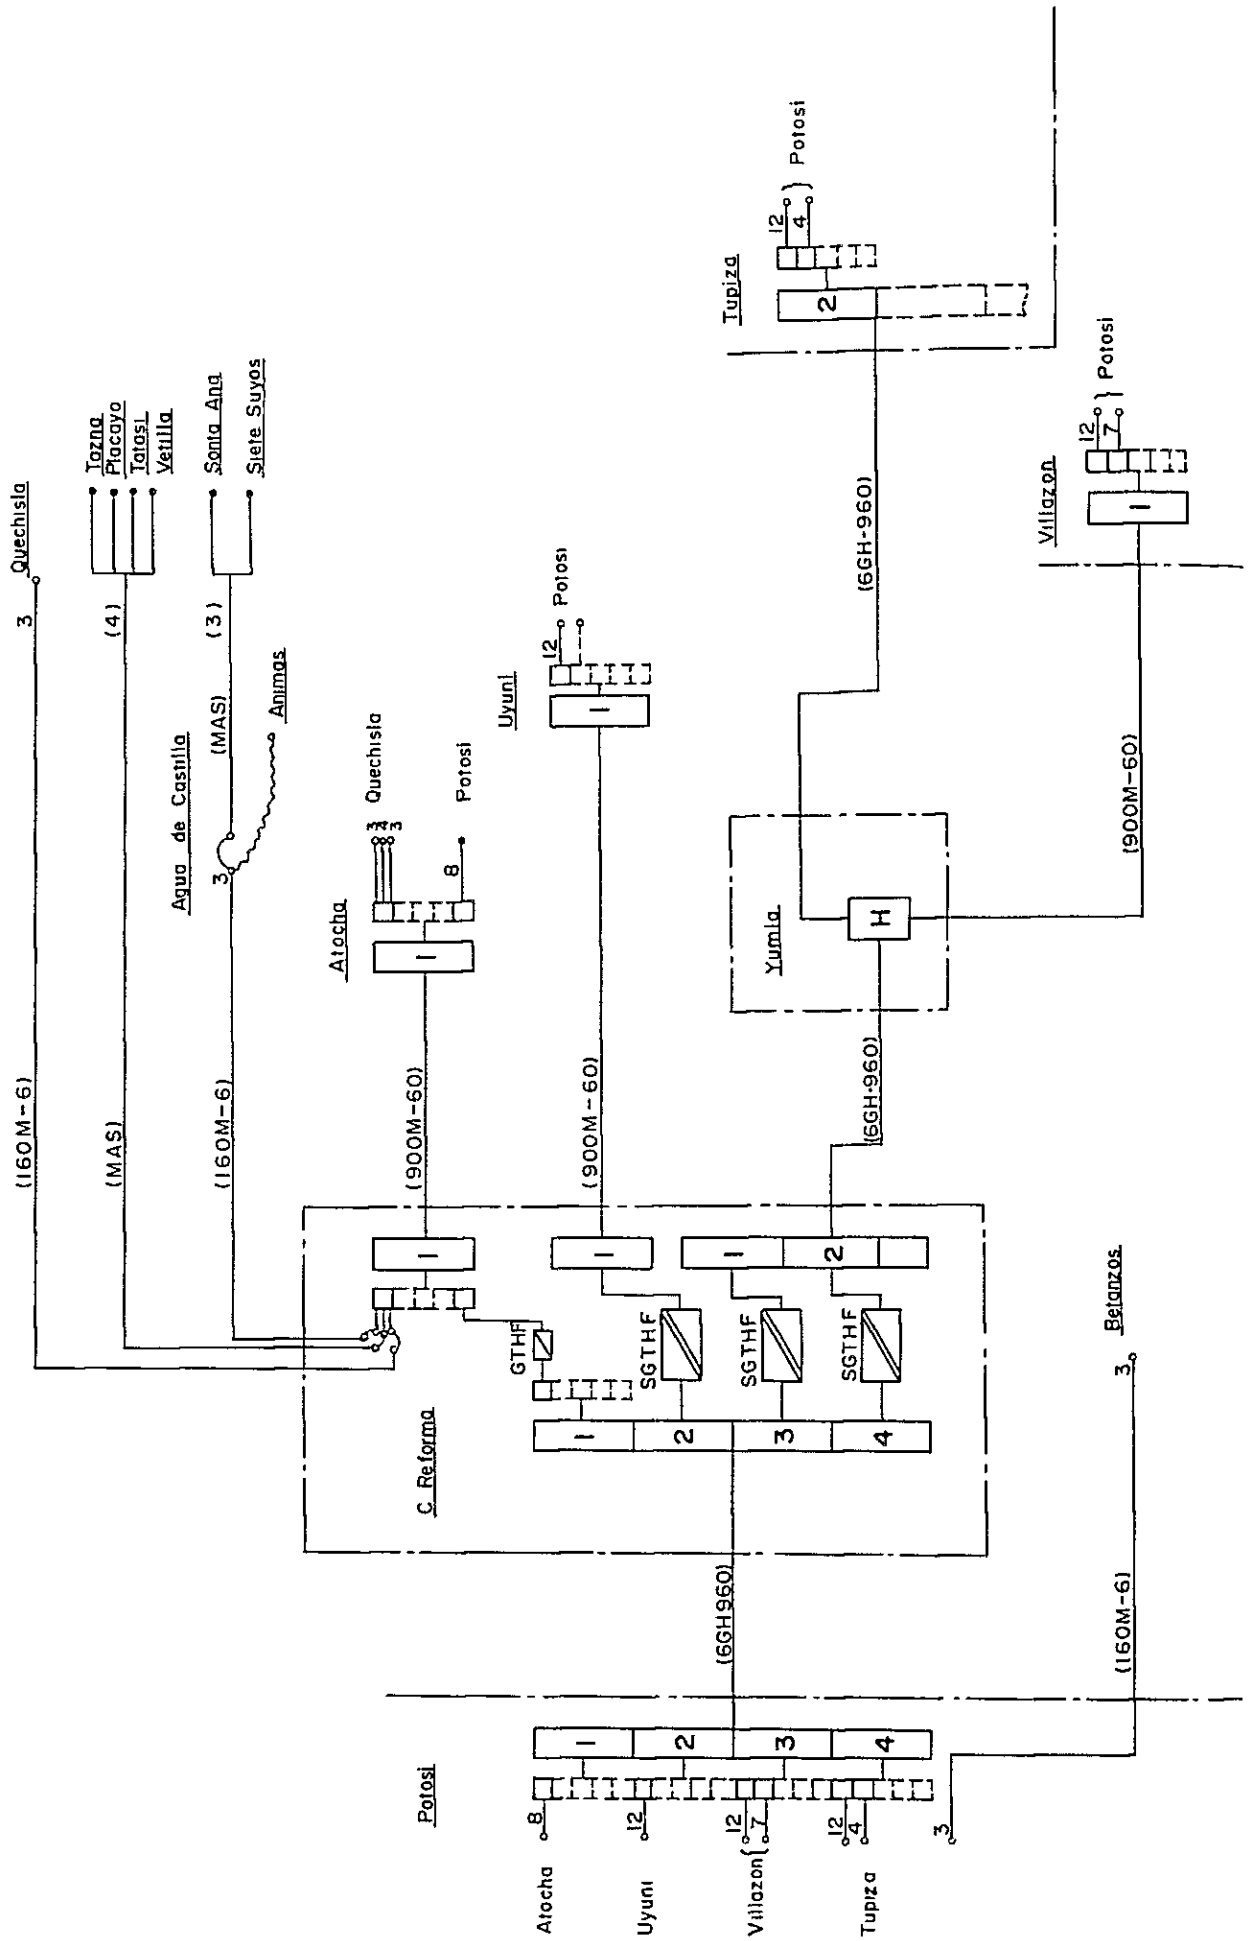 Potosi
Atocha
8
Uyuni
12
Villazon
12
7
Tupiza
12
4
3
1
2
3
4
(6GH960)
(160M-6)
3
Betanzos
C Reforma
1
2
3
4
GTHF
SGTHF
SGTHF
SGTHF
1
1
1
2
(160M-6)
3
Quechisla
(MAS)
(4)
Tazna
Placaya
Tatasi
Vetilla
(160M-6)
Agua de Castilla
3
(MAS)
(3)
Santa Ana
Siete Suyos
Animas
(900M-60)
Atocha
1
3
4
3
Quechisla
8
Potosi
(900M-60)
Uyuni
1
12
Potosi
(6GH-960)
Yumla
H
(6GH-960)
Tupiza
2
12
4
Potosi
(900M-60)
Villazon
1
12
7
Potosi